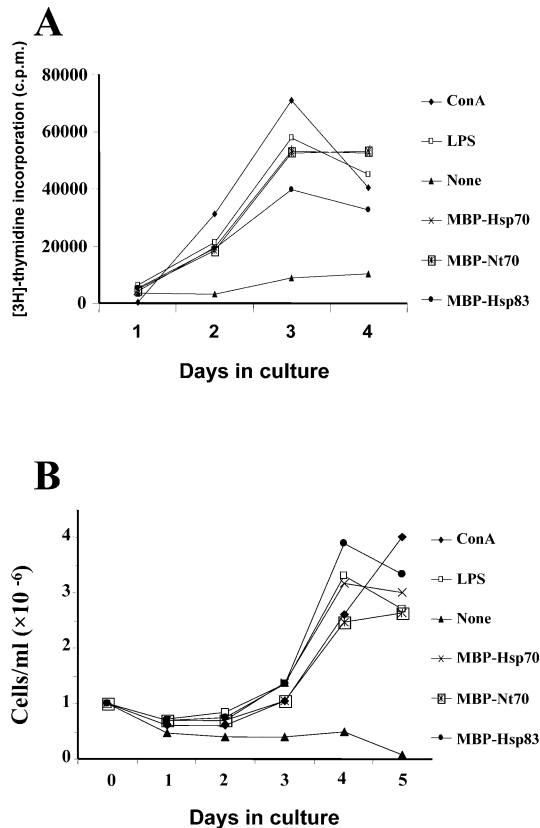 A
[3H]-thymidine incorporation (c.p.m.)
80000
60000
40000
20000
0
1 2 3 4
Days in culture
ConA
LPS
None
MBP-Hsp70
MBP-Nt70
MBP-Hsp83
B
Cells/ml (×10 -6)
4
3
2
1
0
0 1 2 3 4 5
Days in culture
ConA
LPS
None
MBP-Hsp70
MBP-Nt70
MBP-Hsp83